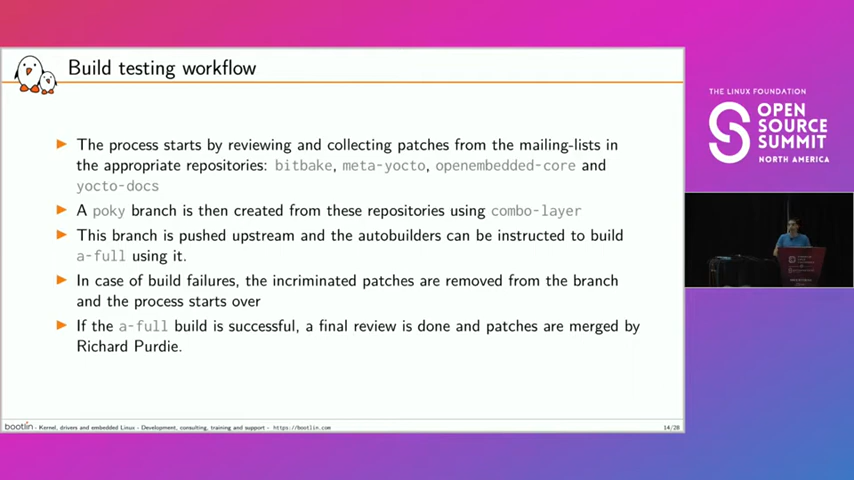 Build testing workflow
The process starts by reviewing and collecting patches from the mailing-lists in
the appropriate repositories: bitbake, meta-yocto, openembedded-core and
yocto-docs
A poky branch is then created from these repositories using combo-layer
This branch is pushed upstream and the autobuilders can be instructed to build
a-full using it.
In case of build failures, the incriminated patches are removed from the branch
and the process starts over
If the a-full build is successful, a final review is done and patches are merged by
Richard Purdie.
bootlin - Kernel, drivers and embedded Linux - Development, consulting, training and support - https://bootlin.com
14/28
THE LINUX FOUNDATION
OPEN
SOURCE
SUMMIT
NORTH AMERICA